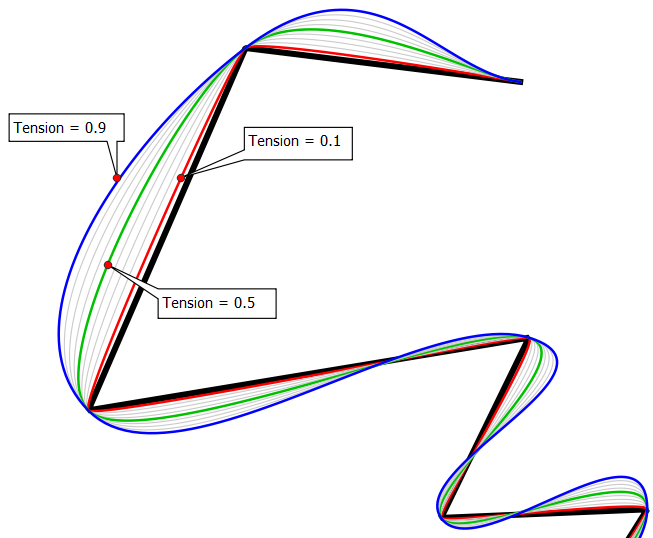 Tension = 0.9
Tension = 0.1
Tension = 0.5